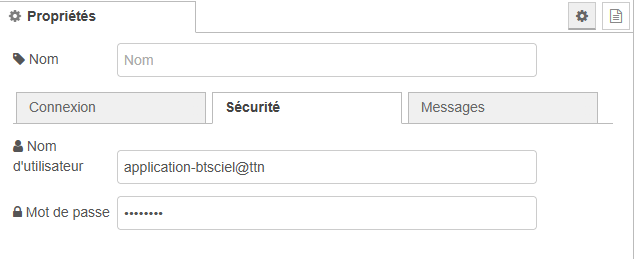 Propriétés
Nom
Nom
Connexion
Sécurité
Messages
Nom
d'utilisateur
application-btsciel@ttn
Mot de passe
••••••••